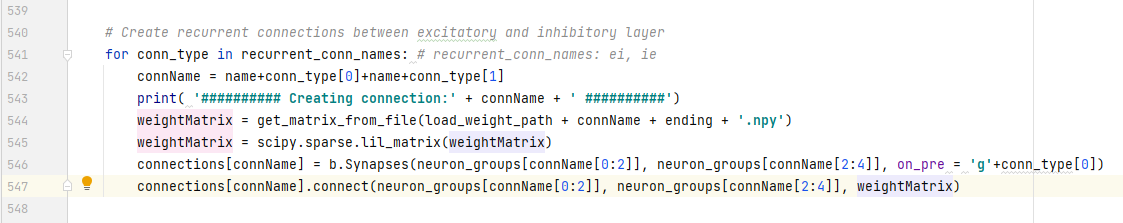 539
540 # Create recurrent connections between excitatory and inhibitory layer
541 for conn_type in recurrent_conn_names: # recurrent_conn_names: ei, ie
542 connName = name+conn_type[0]+name+conn_type[1]
543 print( '########## Creating connection:' + connName + ' ##########')
544 weightMatrix = get_matrix_from_file(load_weight_path + connName + ending + '.npy')
545 weightMatrix = scipy.sparse.lil_matrix(weightMatrix)
546 connections[connName] = b.Synapses(neuron_groups[connName[0:2]], neuron_groups[connName[2:4]], on_pre = 'g'+conn_type[0])
547 connections[connName].connect(neuron_groups[connName[0:2]], neuron_groups[connName[2:4]], weightMatrix)
548